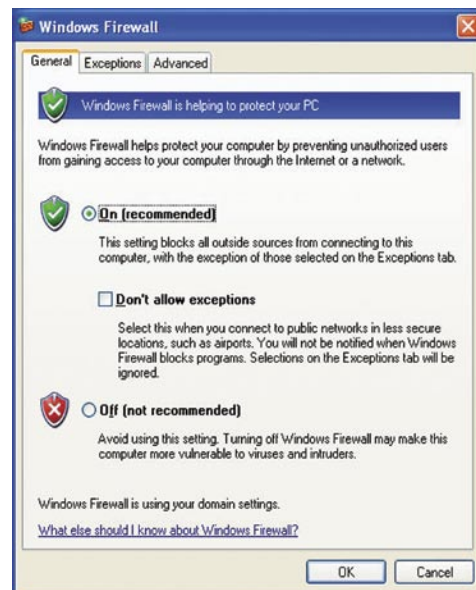 Windows Firewall
General Exceptions Advanced
Windows Firewall is helping to protect your PC
Windows Firewall helps protect your computer by preventing unauthorized users
from gaining access to your computer through the Internet or a network.
On (recommended)
This setting blocks all outside sources from connecting to this
computer, with the exception of those selected on the Exceptions tab.
Don't allow exceptions
Select this when you connect to public networks in less secure
locations, such as airports. You will not be notified when Windows
Firewall blocks programs. Selections on the Exceptions tab will be
ignored.
Off (not recommended)
Avoid using this setting. Turning off Windows Firewall may make this
computer more vulnerable to viruses and intruders.
Windows Firewall is using your domain settings.
What else should I know about Windows Firewall?
OK Cancel